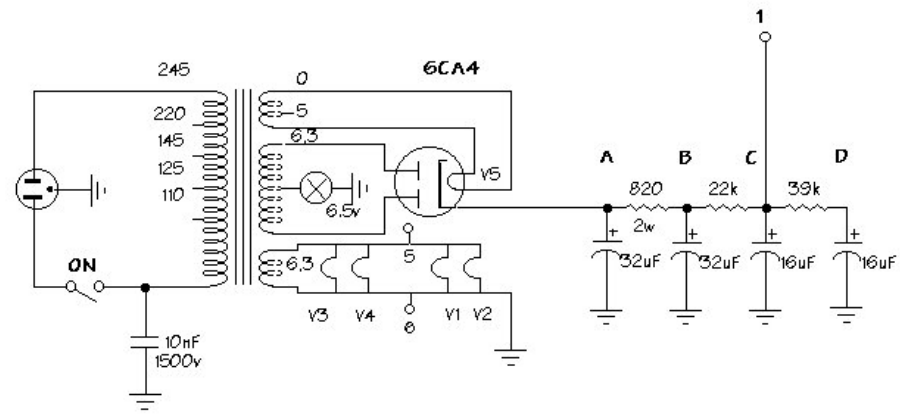 1
245
0
6CA4
220
5
145
6,3
125
110
6.5v
V5
A
B
C
D
820
22k
39k
2w
+
+
+
+
32uF
32uF
16uF
16uF
ON
6,3
5
V3
V4
6
V1
V2
10nF
1500v